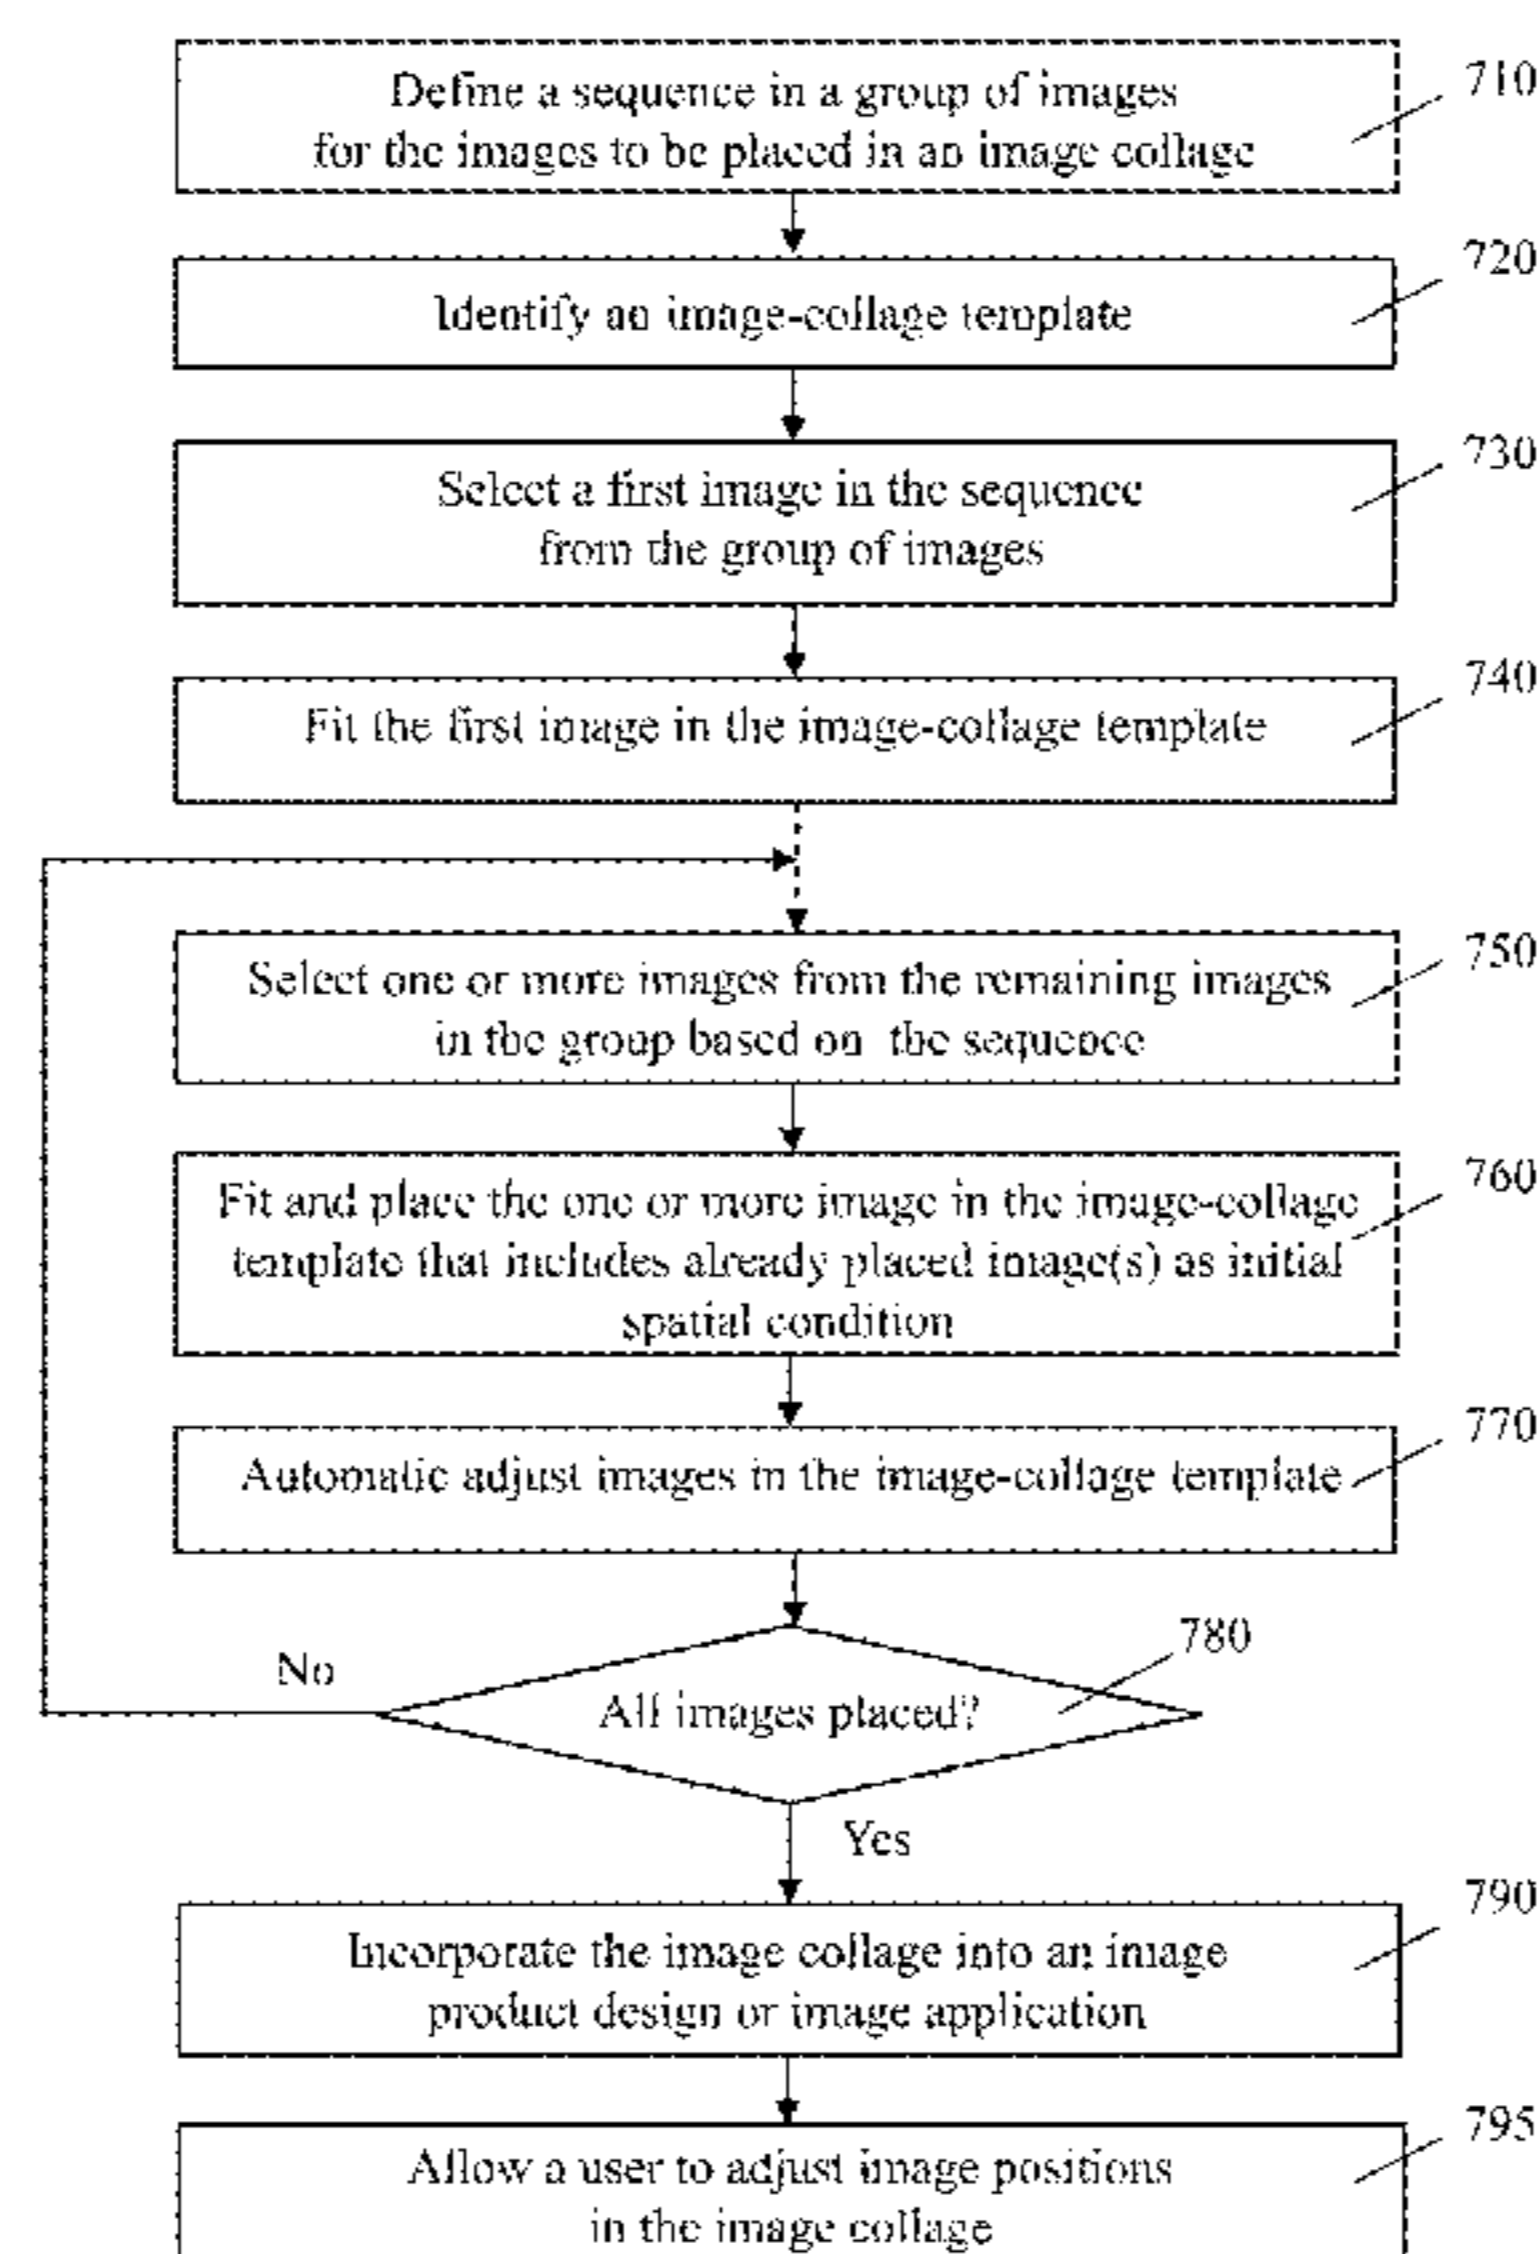 Define a sequence in a group of images
for the images to be placed in an image collage
710
Identify an image-collage template
720
Select a first image in the sequence
from the group of images
730
Fit the first image in the image-collage template
740
Select one or more images from the remaining images
in the group based on the sequence
750
Fit and place the one or more image in the image-collage
template that includes already placed image(s) as initial
spatial condition
760
Automatic adjust images in the image-collage template
770
All images placed?
780
No
Yes
Incorporate the image collage into an image
product design or image application
790
Allow a user to adjust image positions
in the image collage
795